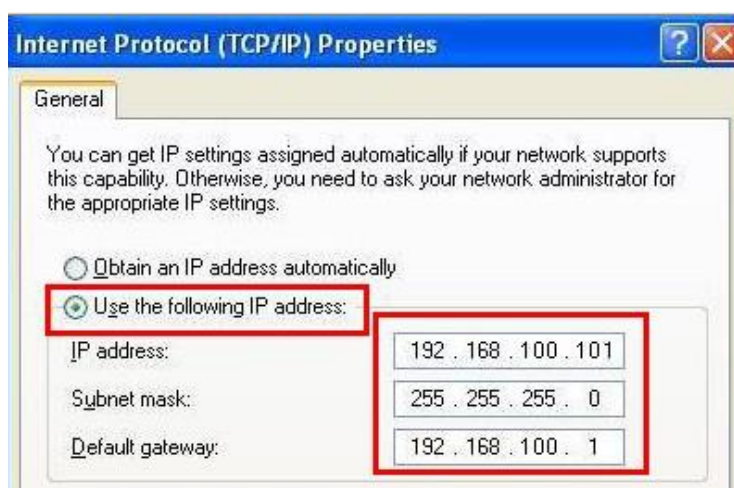 Internet Protocol (TCP/IP) Properties
General
You can get IP settings assigned automatically if your network supports
this capability. Otherwise, you need to ask your network administrator for
the appropriate IP settings.
Obtain an IP address automatically
Use the following IP address:
IP address: 192 . 168 . 100 . 101
Subnet mask: 255 . 255 . 255 . 0
Default gateway: 192 . 168 . 100 . 1